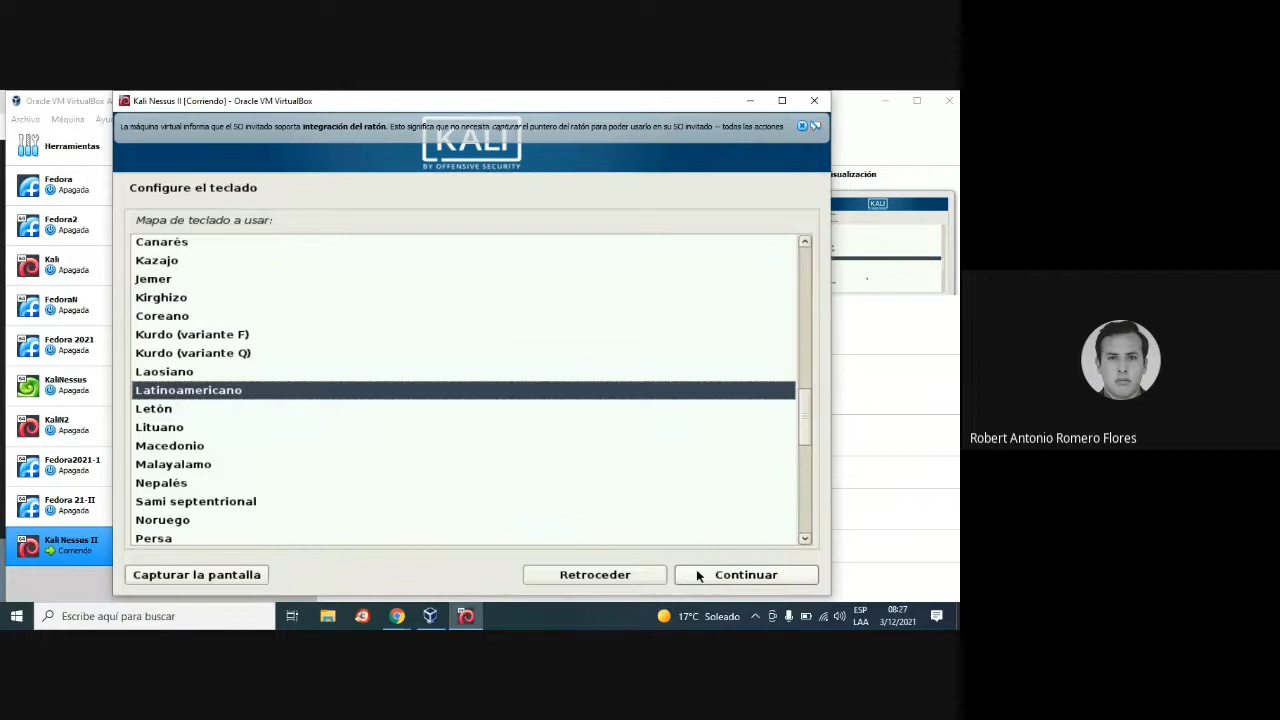 Oracle VM VirtualBox A
Archivo Máquina Ayu
Herramientas
Fedora
Apagada
Fedora2
Apagada
Kali
Apagada
FedoraN
Apagada
Fedora 2021
Apagada
KaliNessus
Apagada
KaliN2
Apagada
Fedora2021-1
Apagada
Fedora 21-II
Apagada
Kali Nessus II
Corriendo
Kali Nessus II [Corriendo] - Oracle VM VirtualBox
La máquina virtual informa que el SO invitado soporta integración del ratón. Esto significa que no necesita capturar el puntero del ratón para poder usarlo en su SO invitado — todas las acciones
KALI
BY OFFENSIVE SECURITY
Configure el teclado
Mapa de teclado a usar:
Canarés
Kazajo
Jemer
Kirghizo
Coreano
Kurdo (variante F)
Kurdo (variante Q)
Laosiano
Latinoamericano
Letón
Lituano
Macedonio
Malayalamo
Nepalés
Sami septentrional
Noruego
Persa
Capturar la pantalla
Retroceder
Continuar
sualización
KALI
Robert Antonio Romero Flores
Escribe aquí para buscar
17°C Soleado
ESP
LAA
08:27
3/12/2021